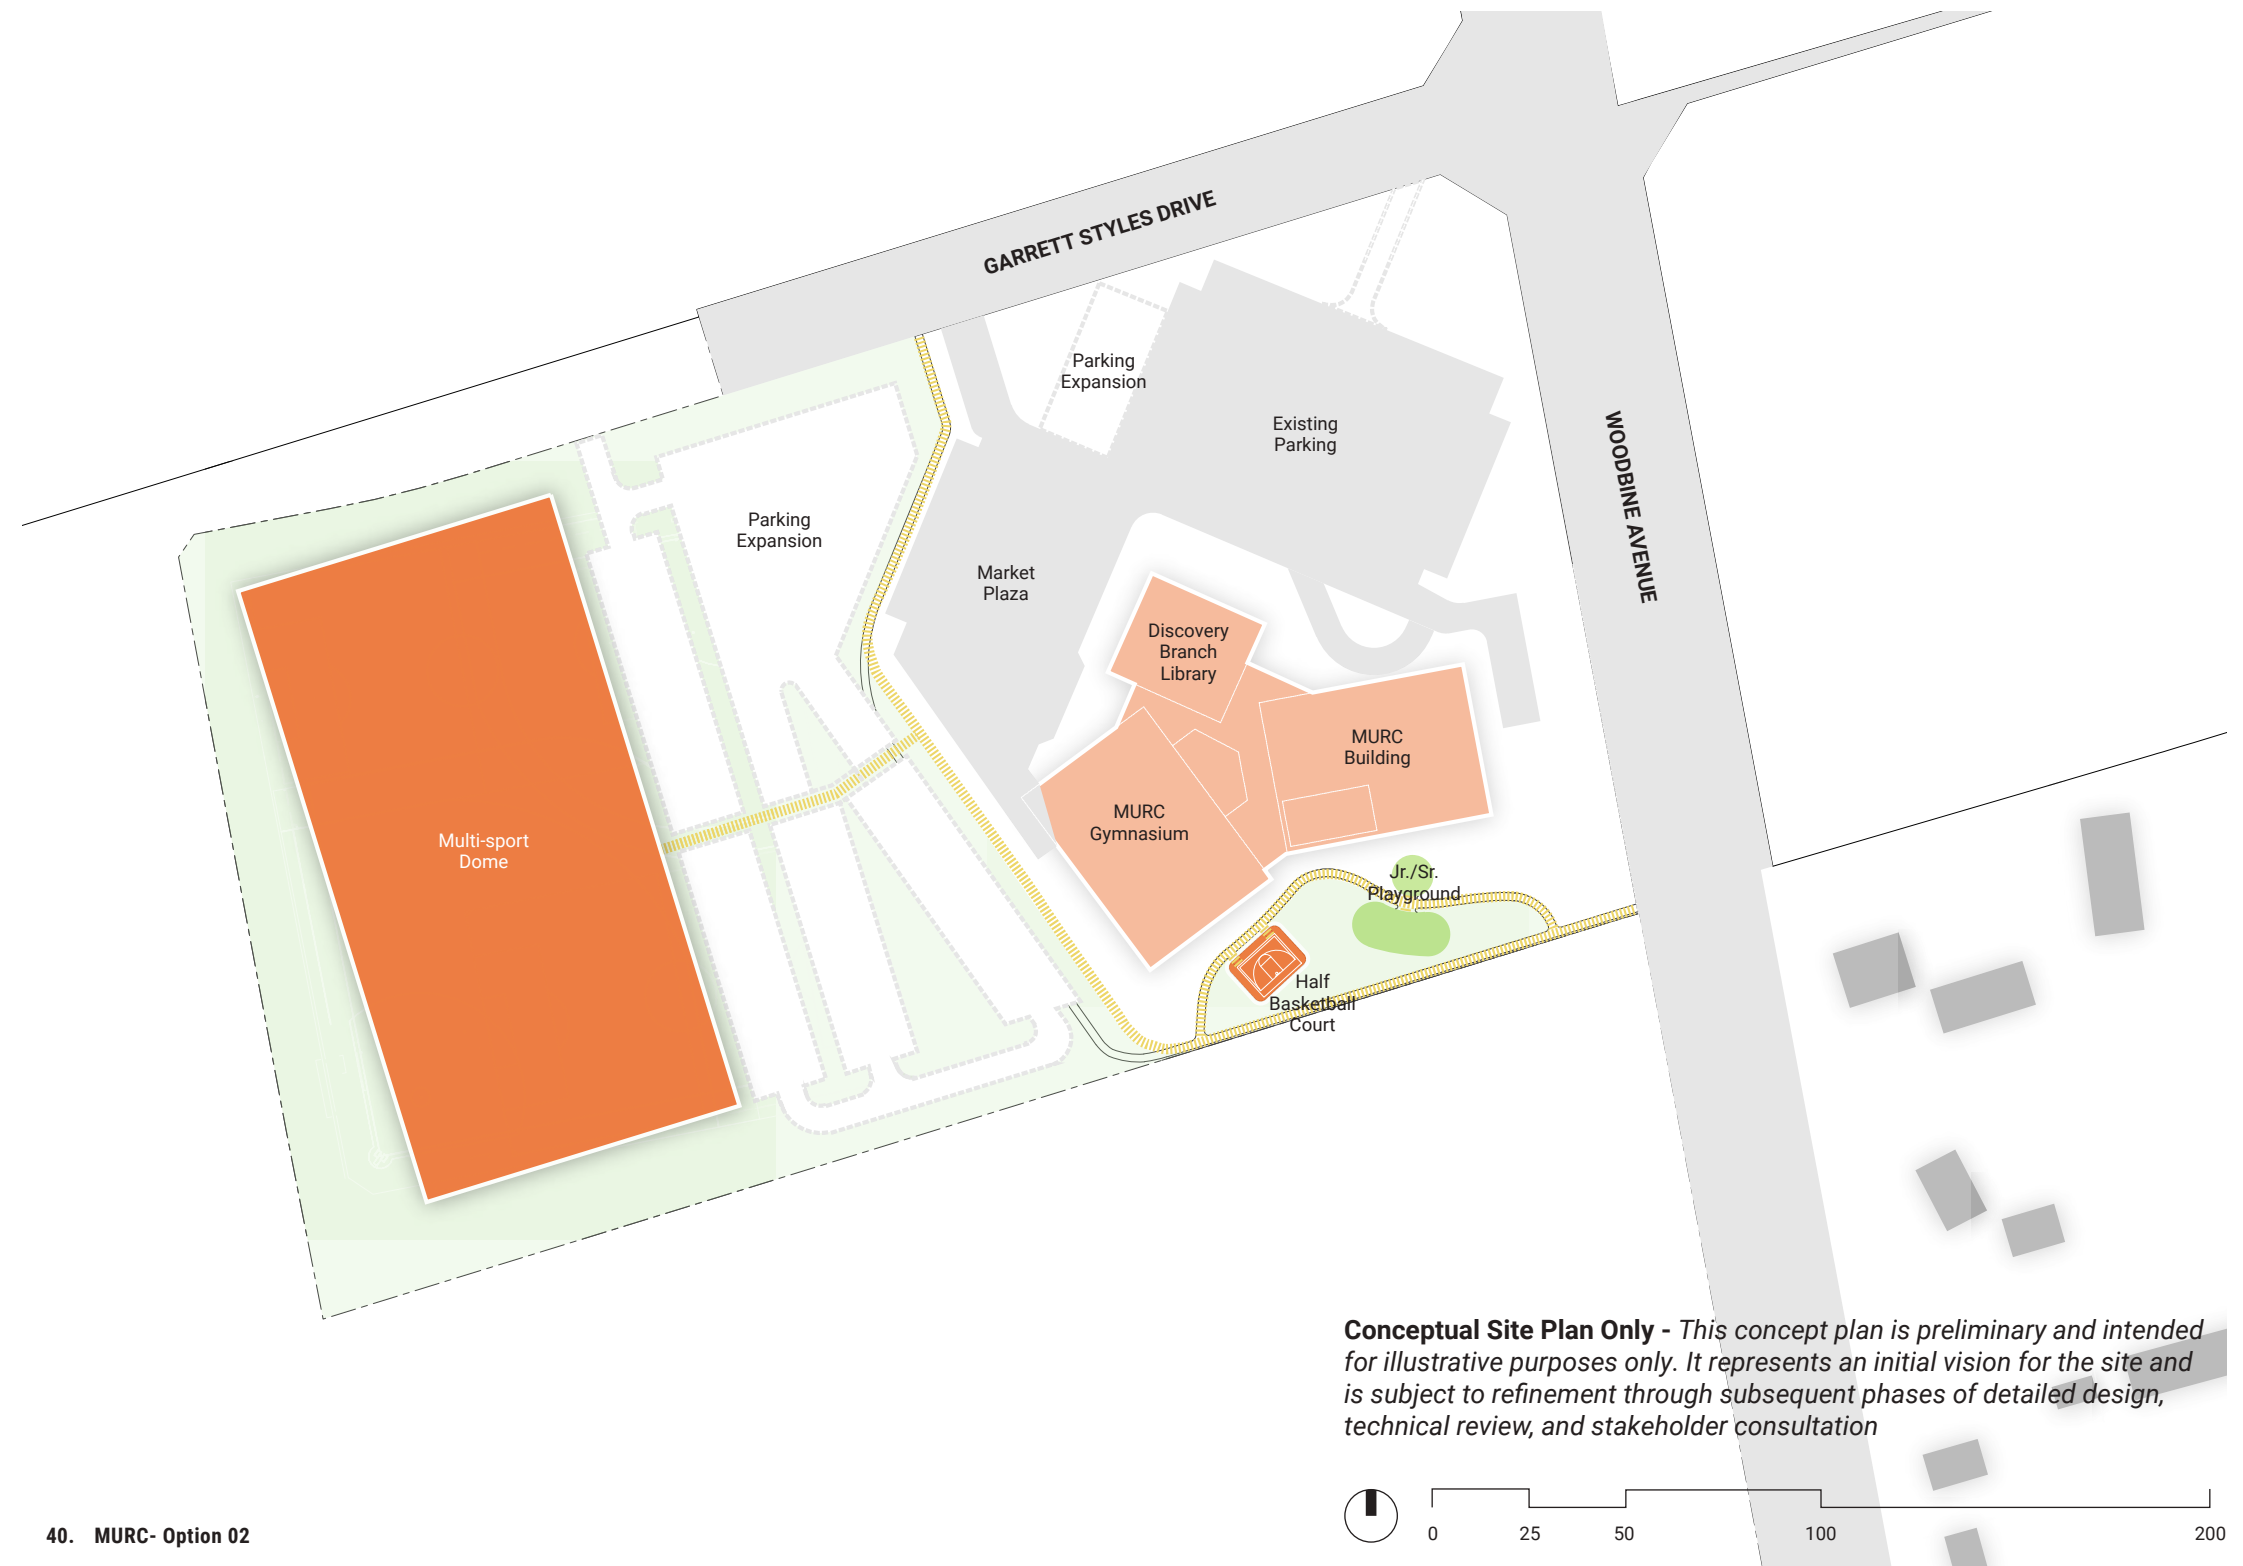 GARRETT STYLES DRIVE
WOODBINE AVENUE
Parking
Expansion
Existing
Parking
Parking
Expansion
Market
Plaza
Discovery
Branch
Library
MURC
Building
MURC
Gymnasium
Multi-sport
Dome
Jr./Sr.
Playground
Half
Basketball
Court
Conceptual Site Plan Only - This concept plan is preliminary and intended
for illustrative purposes only. It represents an initial vision for the site and
is subject to refinement through subsequent phases of detailed design,
technical review, and stakeholder consultation
0 25 50 100 200
40. MURC- Option 02